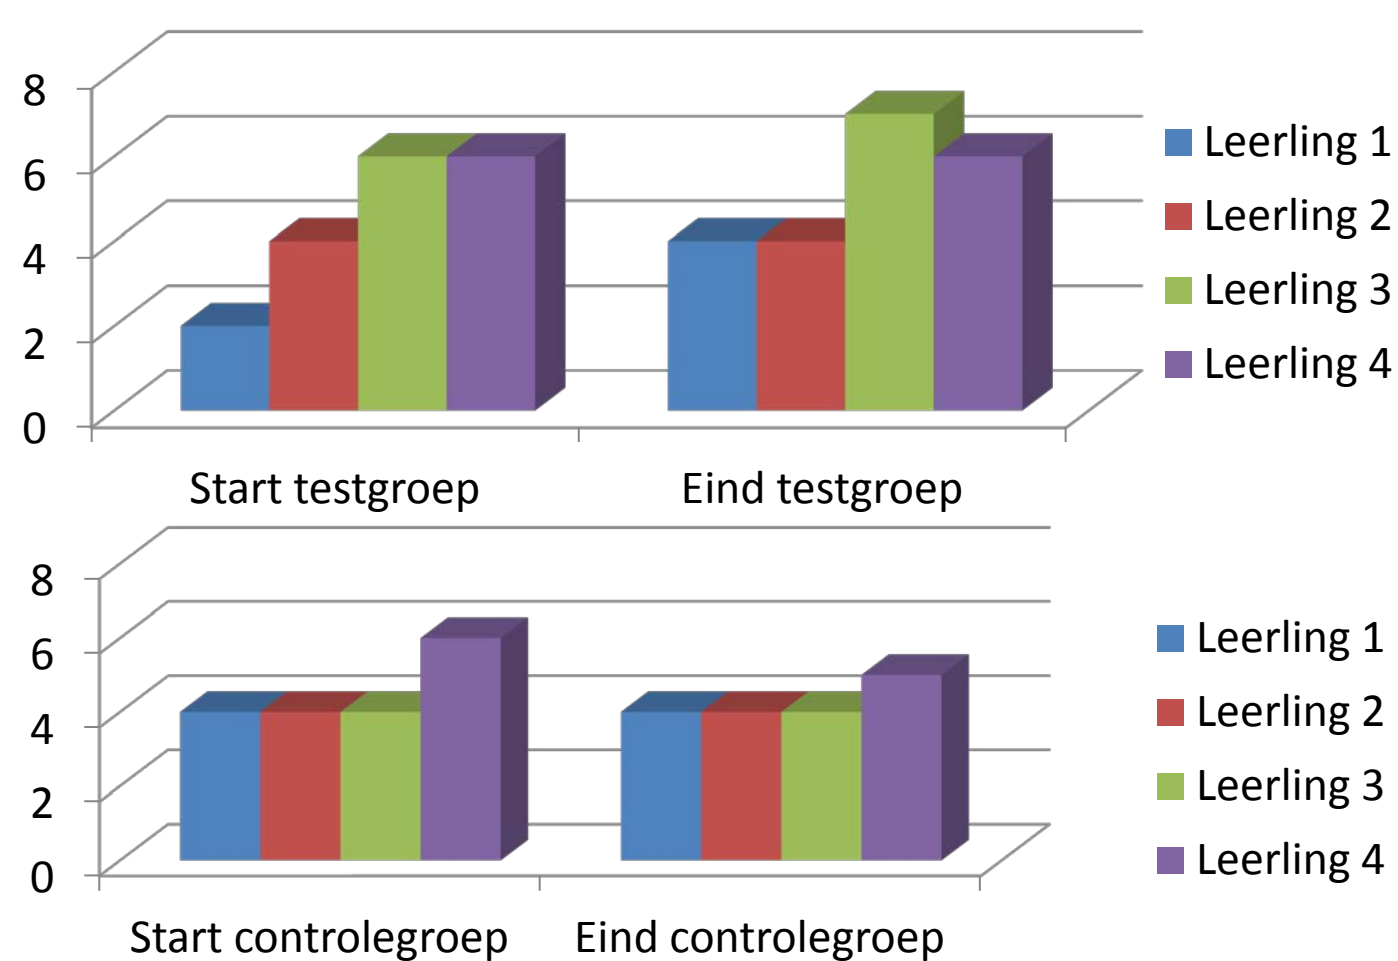 8
6
4
2
0
Start testgroep
Eind testgroep
Leerling 1
Leerling 2
Leerling 3
Leerling 4
8
6
4
2
0
Start controlegroep
Eind controlegroep
Leerling 1
Leerling 2
Leerling 3
Leerling 4